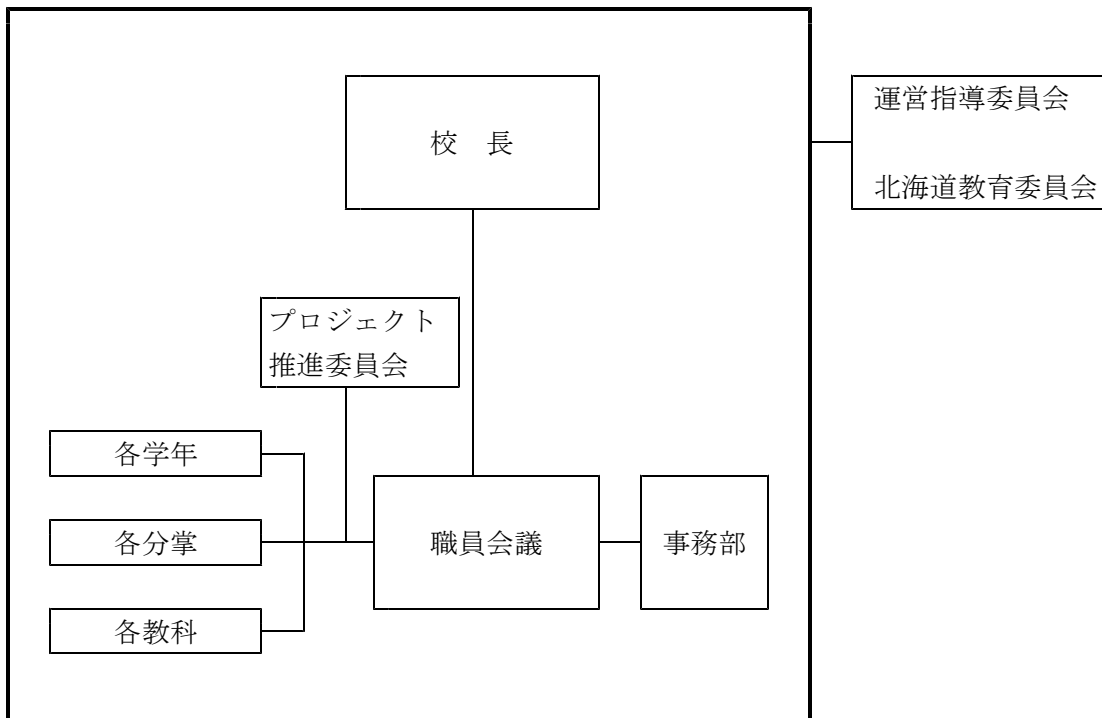 校　長
運営指導委員会
北海道教育委員会
プロジェクト
推進委員会
各学年
各分掌
各教科
職員会議
事務部